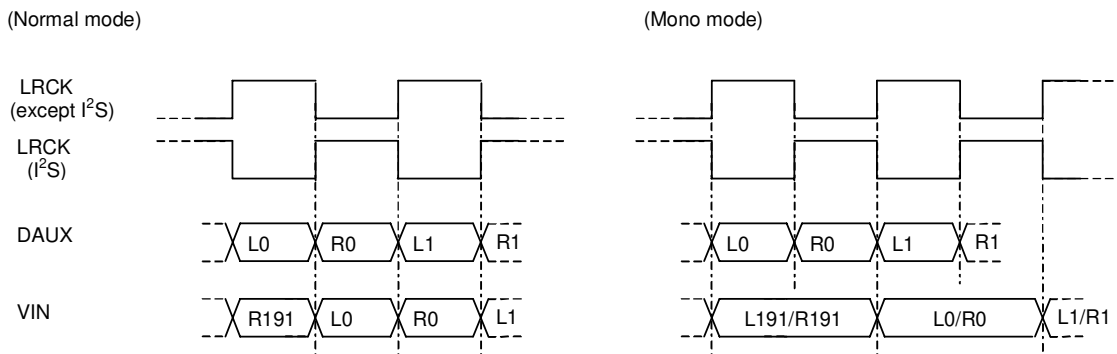 (Normal mode) (Mono mode)
LRCK
(except I²S)
LRCK
(I²S)
DAUX L0 R0 L1 R1 L0 R0 L1 R1
VIN R191 L0 R0 L1 L191/R191 L0/R0 L1/R1